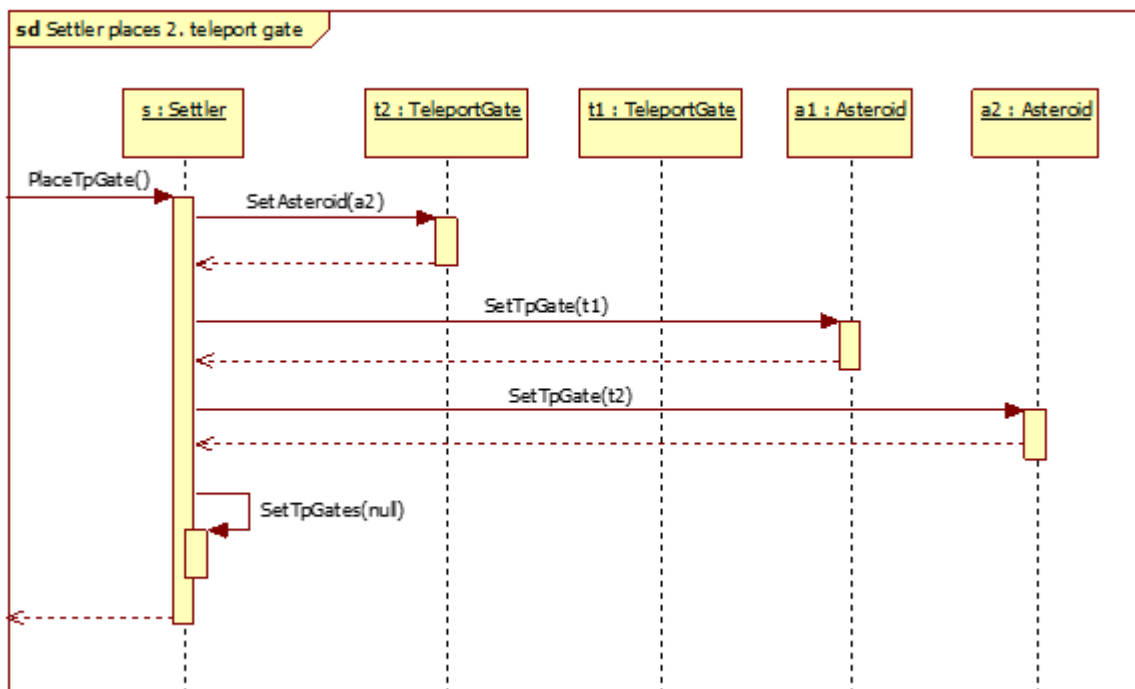 sd Settler places 2. teleport gate
s : Settler
t2 : TeleportGate
t1 : TeleportGate
a1 : Asteroid
a2 : Asteroid
PlaceTpGate()
SetAsteroid(a2)
SetTpGate(t1)
SetTpGate(t2)
SetTpGates(null)